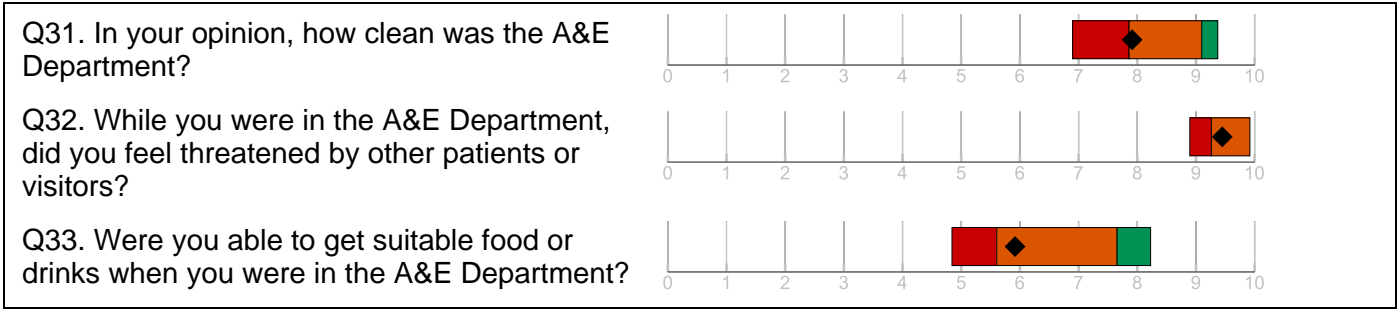 Q31. In your opinion, how clean was the A&E
Department?
0 1 2 3 4 5 6 7 8 9 10
Q32. While you were in the A&E Department,
did you feel threatened by other patients or
visitors?
0 1 2 3 4 5 6 7 8 9 10
Q33. Were you able to get suitable food or
drinks when you were in the A&E Department?
0 1 2 3 4 5 6 7 8 9 10